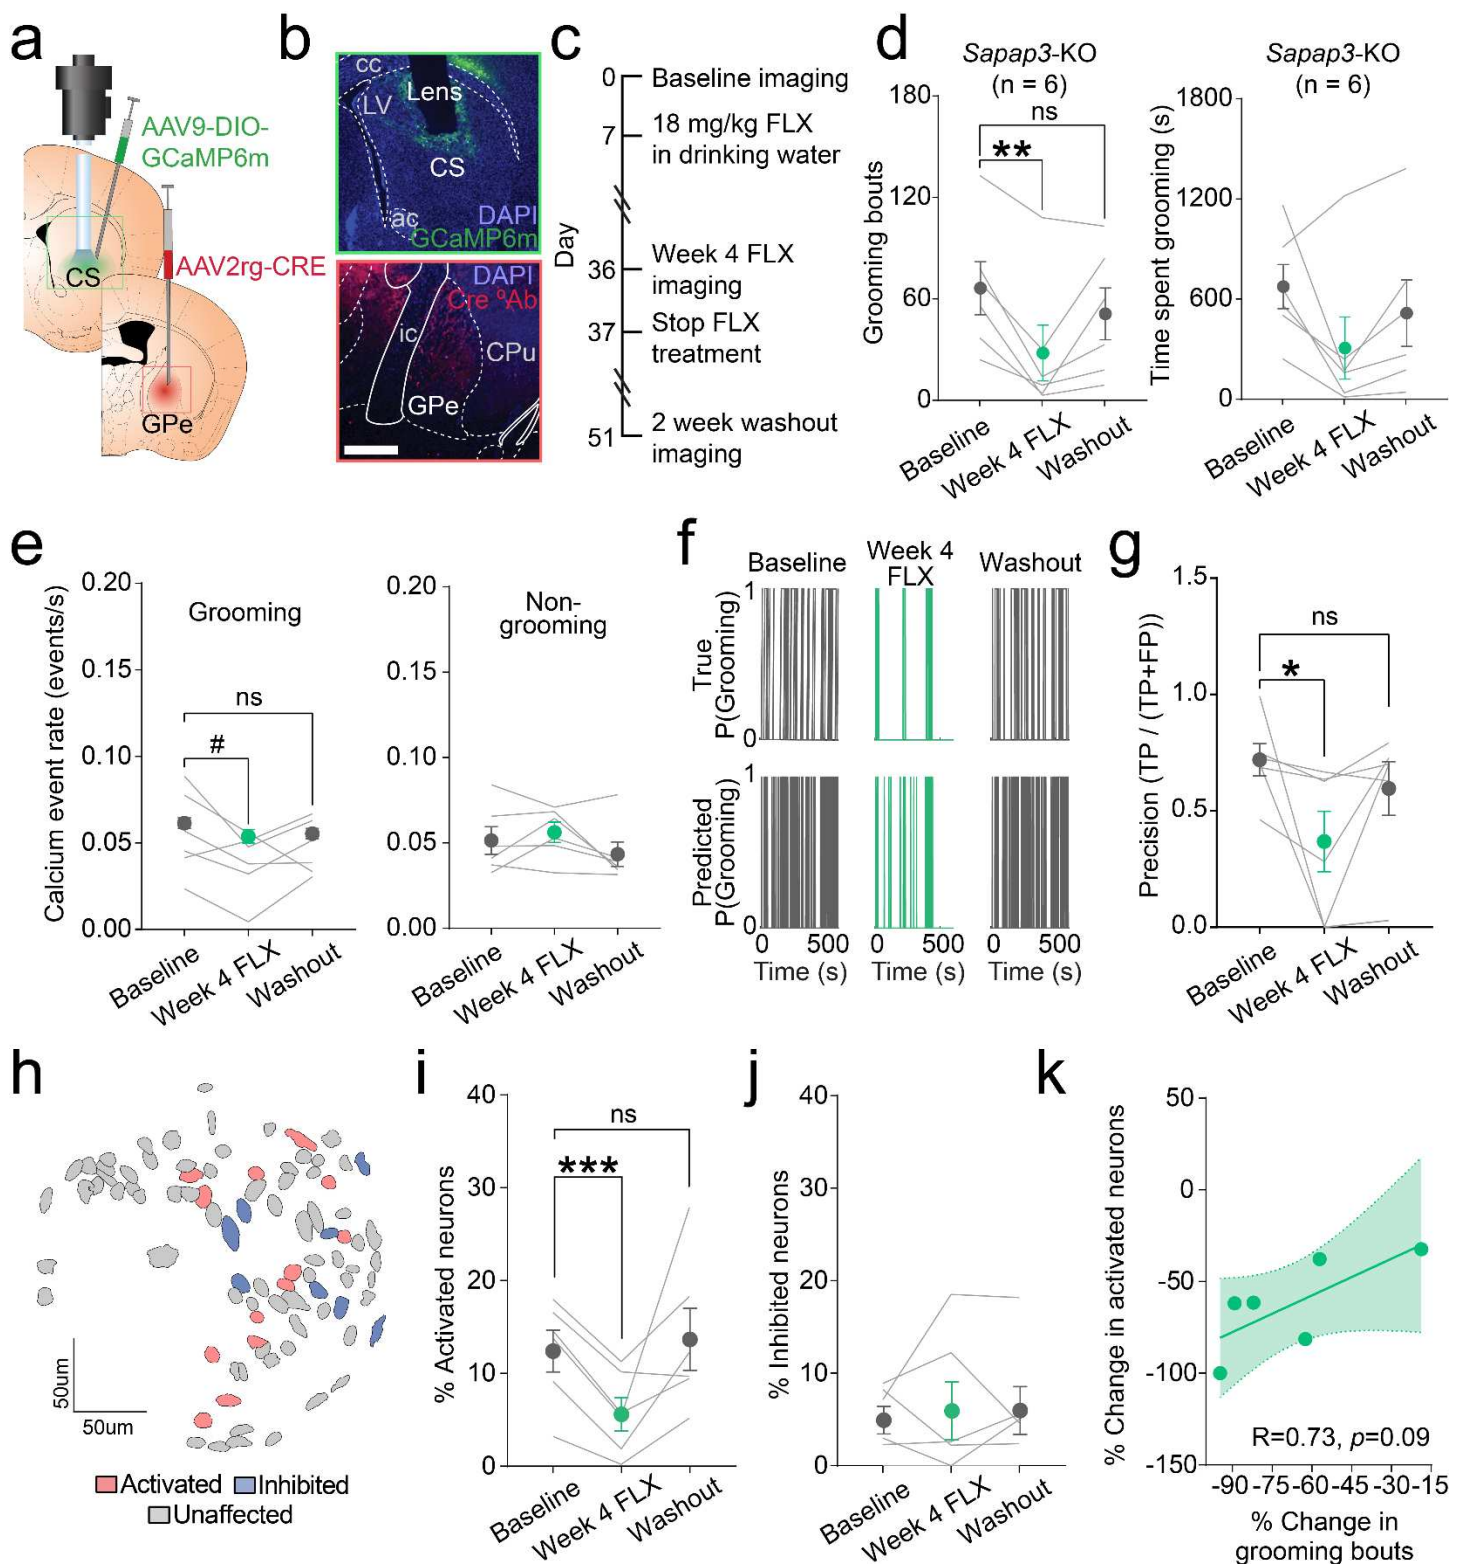 a
AAV9-DIO-
GCaMP6m
AAV2rg-CRE
CS
GPe
b
cc
LV
Lens
CS
ac
DAPI
GCaMP6m
DAPI
Cre ºAb
ic
CPu
GPe
c
Day
0
Baseline imaging
7
18 mg/kg FLX
in drinking water
36
Week 4 FLX
imaging
37
Stop FLX
treatment
51
2 week washout
imaging
d
Sapap3-KO
(n = 6)
Grooming bouts
180
120
60
0
ns
**
Baseline
Week 4 FLX
Washout
Sapap3-KO
(n = 6)
Time spent grooming (s)
1800
1200
600
0
Baseline
Week 4 FLX
Washout
e
Calcium event rate (events/s)
0.20
0.15
0.10
0.05
0.00
Grooming
ns
#
Baseline
Week 4 FLX
Washout
0.20
0.15
0.10
0.05
0.00
Non-
grooming
Baseline
Week 4 FLX
Washout
f
Baseline
Week 4
FLX
Washout
True
P(Grooming)
1
0
Predicted
P(Grooming)
1
0
0 500
Time (s)
0 500
Time (s)
0 500
Time (s)
g
Precision (TP / (TP+FP))
1.5
1.0
0.5
0.0
ns
*
Baseline
Week 4 FLX
Washout
h
50um
50um
Activated
Inhibited
Unaffected
i
% Activated neurons
40
30
20
10
0
ns
***
Baseline
Week 4 FLX
Washout
j
% Inhibited neurons
40
30
20
10
0
Baseline
Week 4 FLX
Washout
k
% Change in activated neurons
50
0
-50
-100
-150
R=0.73, p=0.09
-90 -75 -60 -45 -30 -15
% Change in
grooming bouts